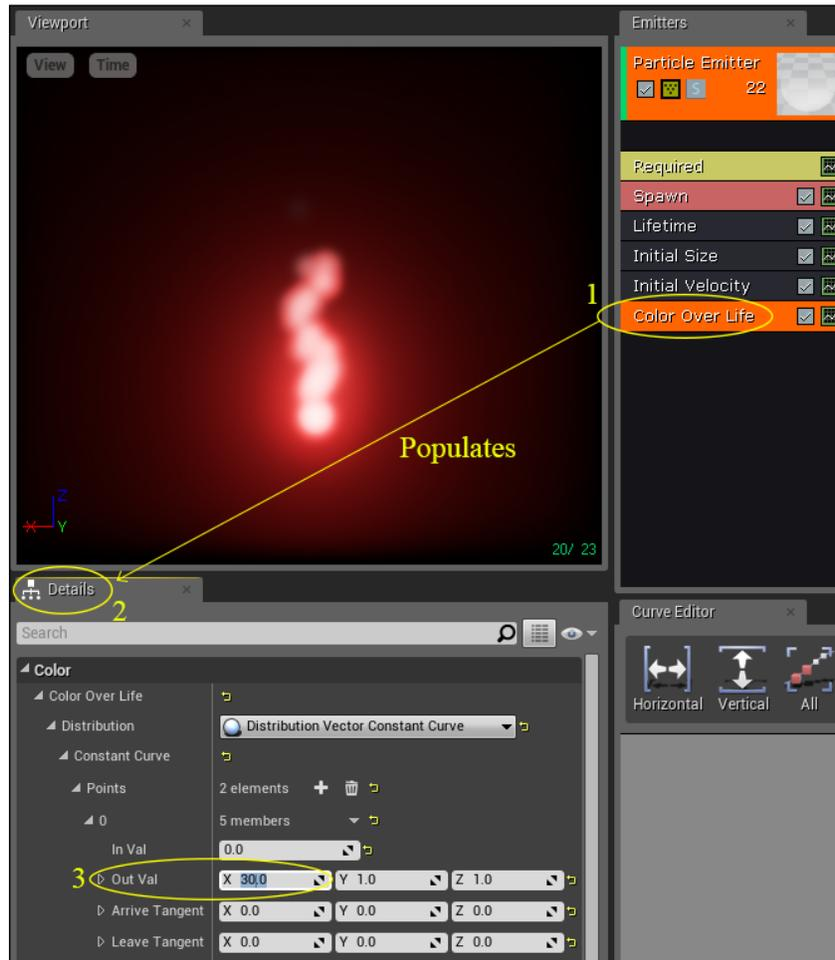 Viewport
Emitters
View
Time
Particle Emitter
S
22
Required
Spawn
Lifetime
Initial Size
Initial Velocity
1
Color Over Life
Populates
Z
X
Y
20/ 23
Details
2
Search
Curve Editor
Horizontal
Vertical
All
Color
Color Over Life
Distribution
Distribution Vector Constant Curve
Constant Curve
Points
2 elements
0
5 members
In Val
0.0
3
Out Val
X 30.0
Y 1.0
Z 1.0
Arrive Tangent
X 0.0
Y 0.0
Z 0.0
Leave Tangent
X 0.0
Y 0.0
Z 0.0